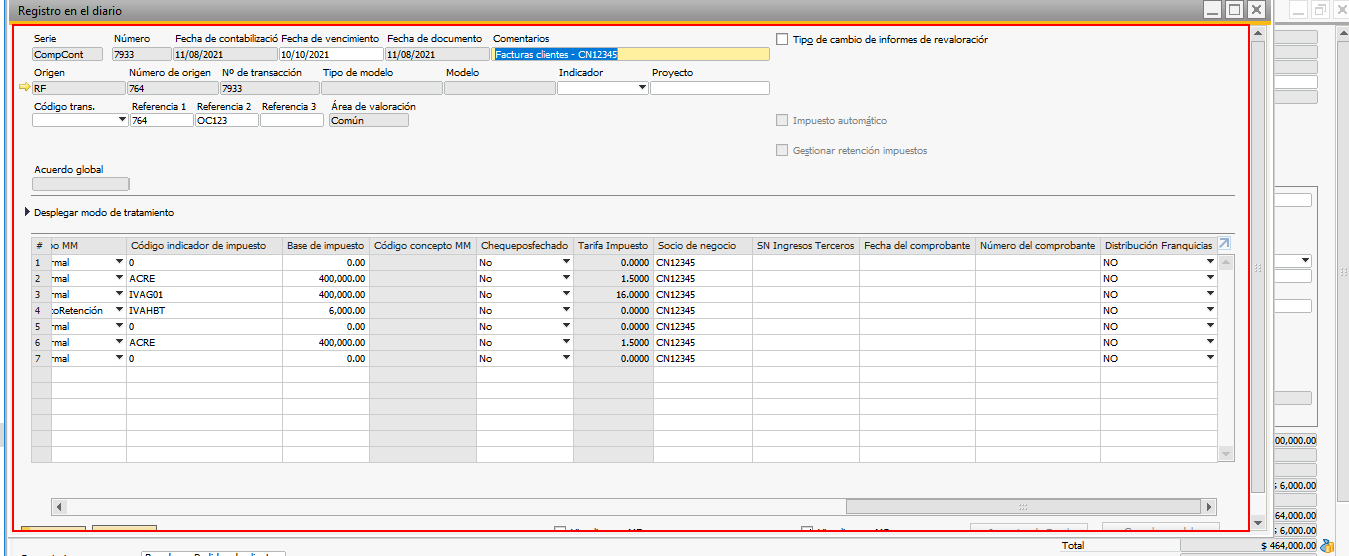 Registro en el diario
Serie Número Fecha de contabilizació Fecha de vencimiento Fecha de documento Comentarios
CompCont 7933 11/08/2021 10/10/2021 11/08/2021 Facturas clientes - CN12345
Tipo de cambio de informes de revaloraciór
Origen Número de origen Nº de transacción Tipo de modelo Modelo Indicador Proyecto
RF 764 7933
Código trans. Referencia 1 Referencia 2 Referencia 3 Área de valoración
764 OC123 Común
Impuesto automático
Gestionar retención impuestos
Acuerdo global
Desplegar modo de tratamiento
# oo MM Código indicador de impuesto Base de impuesto Código concepto MM Chequeposfechado Tarifa Impuesto Socio de negocio SN Ingresos Terceros Fecha del comprobante Número del comprobante Distribución Franquicias
1 rmal 0 0.00 No 0.0000 CN12345 NO
2 rmal ACRE 400,000.00 No 1.5000 CN12345 NO
3 rmal IVAG01 400,000.00 No 16.0000 CN12345 NO
4 toRetención IVAHBT 6,000.00 No 0.0000 CN12345 NO
5 rmal 0 0.00 No 0.0000 CN12345 NO
6 rmal ACRE 400,000.00 No 1.5000 CN12345 NO
7 rmal 0 0.00 No 0.0000 CN12345 NO
00,000.00
$ 6,000.00
64,000.00
$ 6,000.00
Total $ 464,000.00